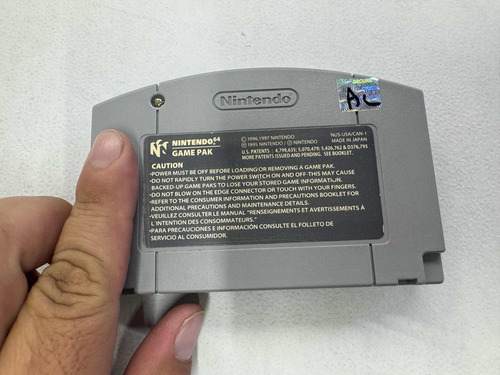 Nintendo
SECURE
AC
NINTENDO 64
GAME PAK
© 1996, 1997 NINTENDO
© 1995 NINTENDO / ® NINTENDO
NUS-USA/CAN-1
MADE IN JAPAN
U.S. PATENTS : 4,799,635; 5,070,479; 5,426,762 & D376,795
MORE PATENTS ISSUED AND PENDING. SEE BOOKLET.
CAUTION
•POWER MUST BE OFF BEFORE LOADING OR REMOVING A GAME PAK.
•DO NOT RAPIDLY TURN THE POWER SWITCH ON AND OFF-THIS MAY CAUSE
BACKED-UP GAME PAKS TO LOSE YOUR STORED GAME INFORMATION.
•DO NOT BLOW ON THE EDGE CONNECTOR OR TOUCH WITH YOUR FINGERS.
•REFER TO THE CONSUMER INFORMATION AND PRECAUTIONS BOOKLET FOR
ADDITIONAL PRECAUTIONS AND MAINTENANCE DETAILS.
•VEUILLEZ CONSULTER LE MANUEL "RENSEIGNEMENTS ET AVERTISSEMENTS À
L'INTENTION DES CONSOMMATEURS."
•PARA PRECAUCIONES E INFORMACIÓN CONSULTE EL FOLLETO DE
SERVICIO AL CONSUMIDOR.